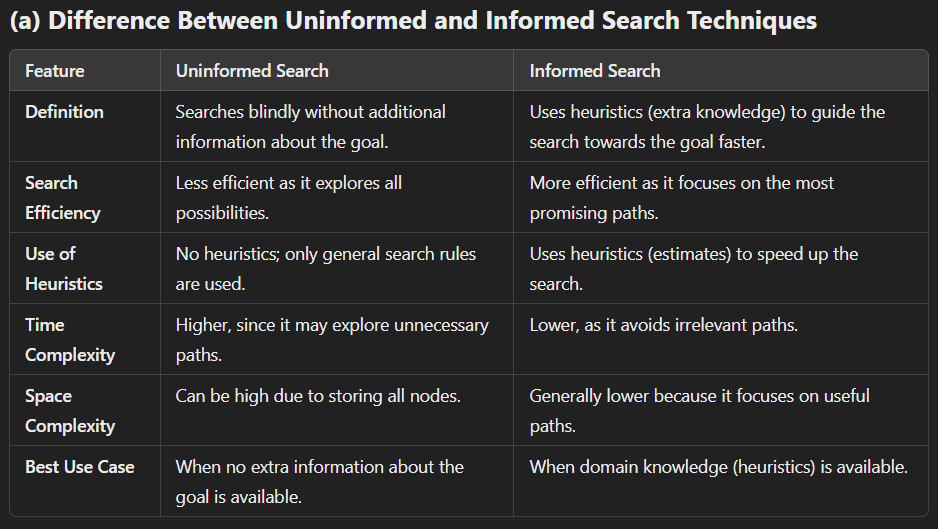 (a) Difference Between Uninformed and Informed Search Techniques
Feature Uninformed Search Informed Search
Definition
Searches blindly without additional
information about the goal.
Uses heuristics (extra knowledge) to guide the
search towards the goal faster.
Search
Efficiency
Less efficient as it explores all
possibilities.
More efficient as it focuses on the most
promising paths.
Use of
Heuristics
No heuristics; only general search rules
are used.
Uses heuristics (estimates) to speed up the
search.
Time
Complexity
Higher, since it may explore unnecessary
paths.
Lower, as it avoids irrelevant paths.
Space
Complexity
Can be high due to storing all nodes.
Generally lower because it focuses on useful
paths.
Best Use Case
When no extra information about the
goal is available.
When domain knowledge (heuristics) is available.